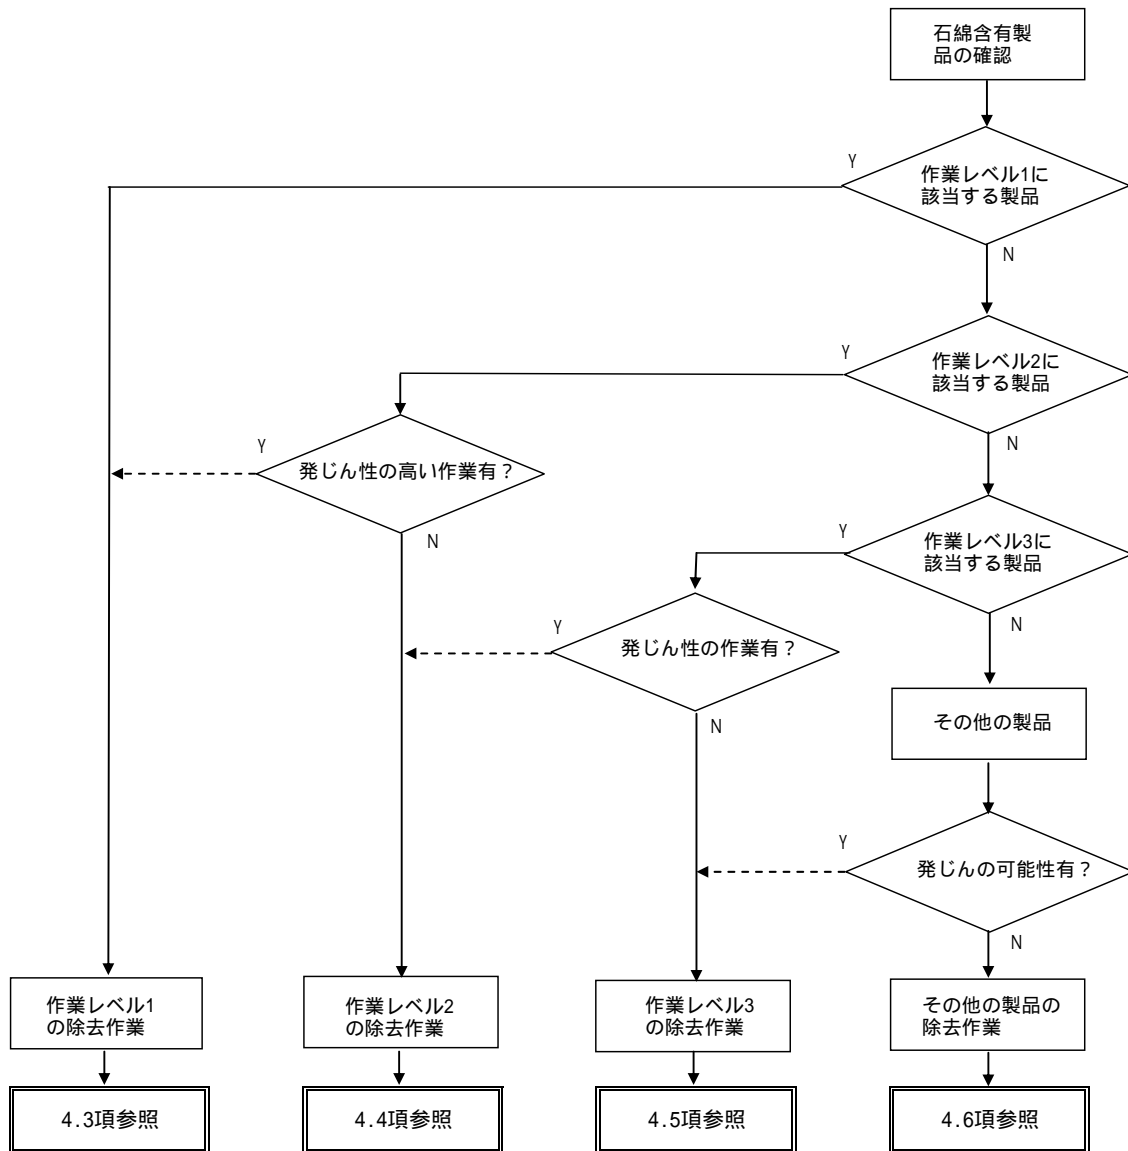 石綿含有製
品の確認
Y
作業レベル1に
該当する製品
N
Y
作業レベル2に
該当する製品
N
Y
発じん性の高い作業有？
N
Y
作業レベル3に
該当する製品
N
Y
発じん性の作業有？
N
その他の製品
Y
発じんの可能性有？
N
作業レベル1
の除去作業
作業レベル2
の除去作業
作業レベル3
の除去作業
その他の製品の
除去作業
4.3項参照
4.4項参照
4.5項参照
4.6項参照